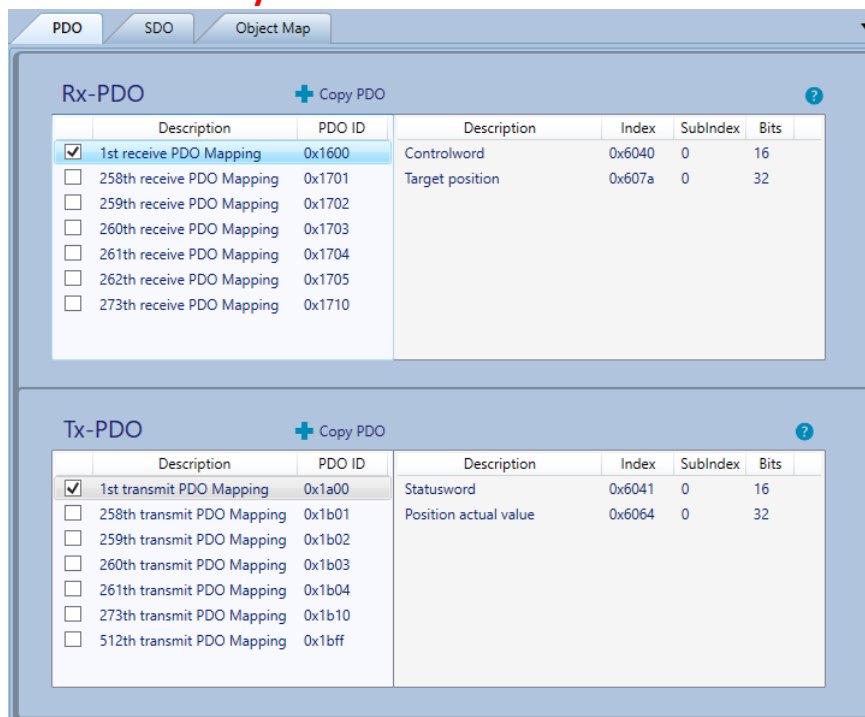 PDO SDO Object Map
Rx-PDO Copy PDO ?
Description PDO ID Description Index SubIndex Bits
1st receive PDO Mapping 0x1600 Controlword 0x6040 0 16
258th receive PDO Mapping 0x1701 Target position 0x607a 0 32
259th receive PDO Mapping 0x1702
260th receive PDO Mapping 0x1703
261th receive PDO Mapping 0x1704
262th receive PDO Mapping 0x1705
273th receive PDO Mapping 0x1710
Tx-PDO Copy PDO ?
Description PDO ID Description Index SubIndex Bits
1st transmit PDO Mapping 0x1a00 Statusword 0x6041 0 16
258th transmit PDO Mapping 0x1b01 Position actual value 0x6064 0 32
259th transmit PDO Mapping 0x1b02
260th transmit PDO Mapping 0x1b03
261th transmit PDO Mapping 0x1b04
273th transmit PDO Mapping 0x1b10
512th transmit PDO Mapping 0x1bff